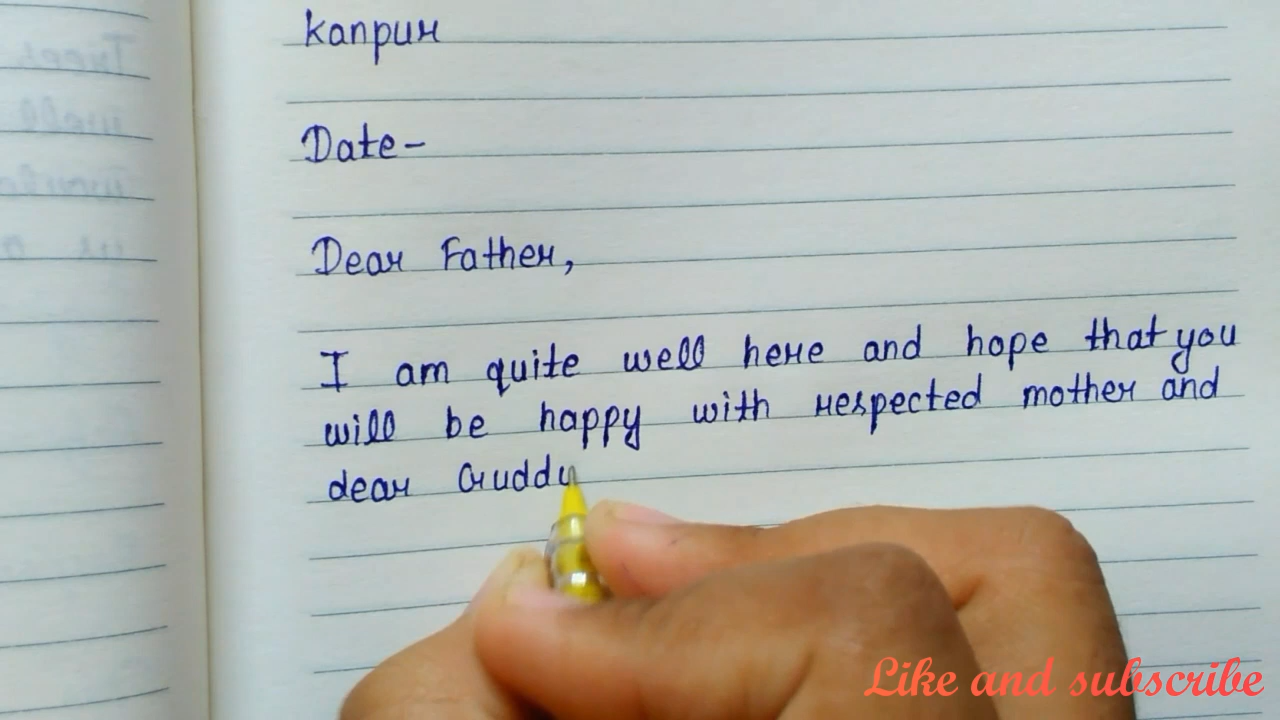 Kanpur
Date-
Dear Father,
I am quite well here and hope that you
will be happy with respected mother and
dear Guddu
Like and subscribe